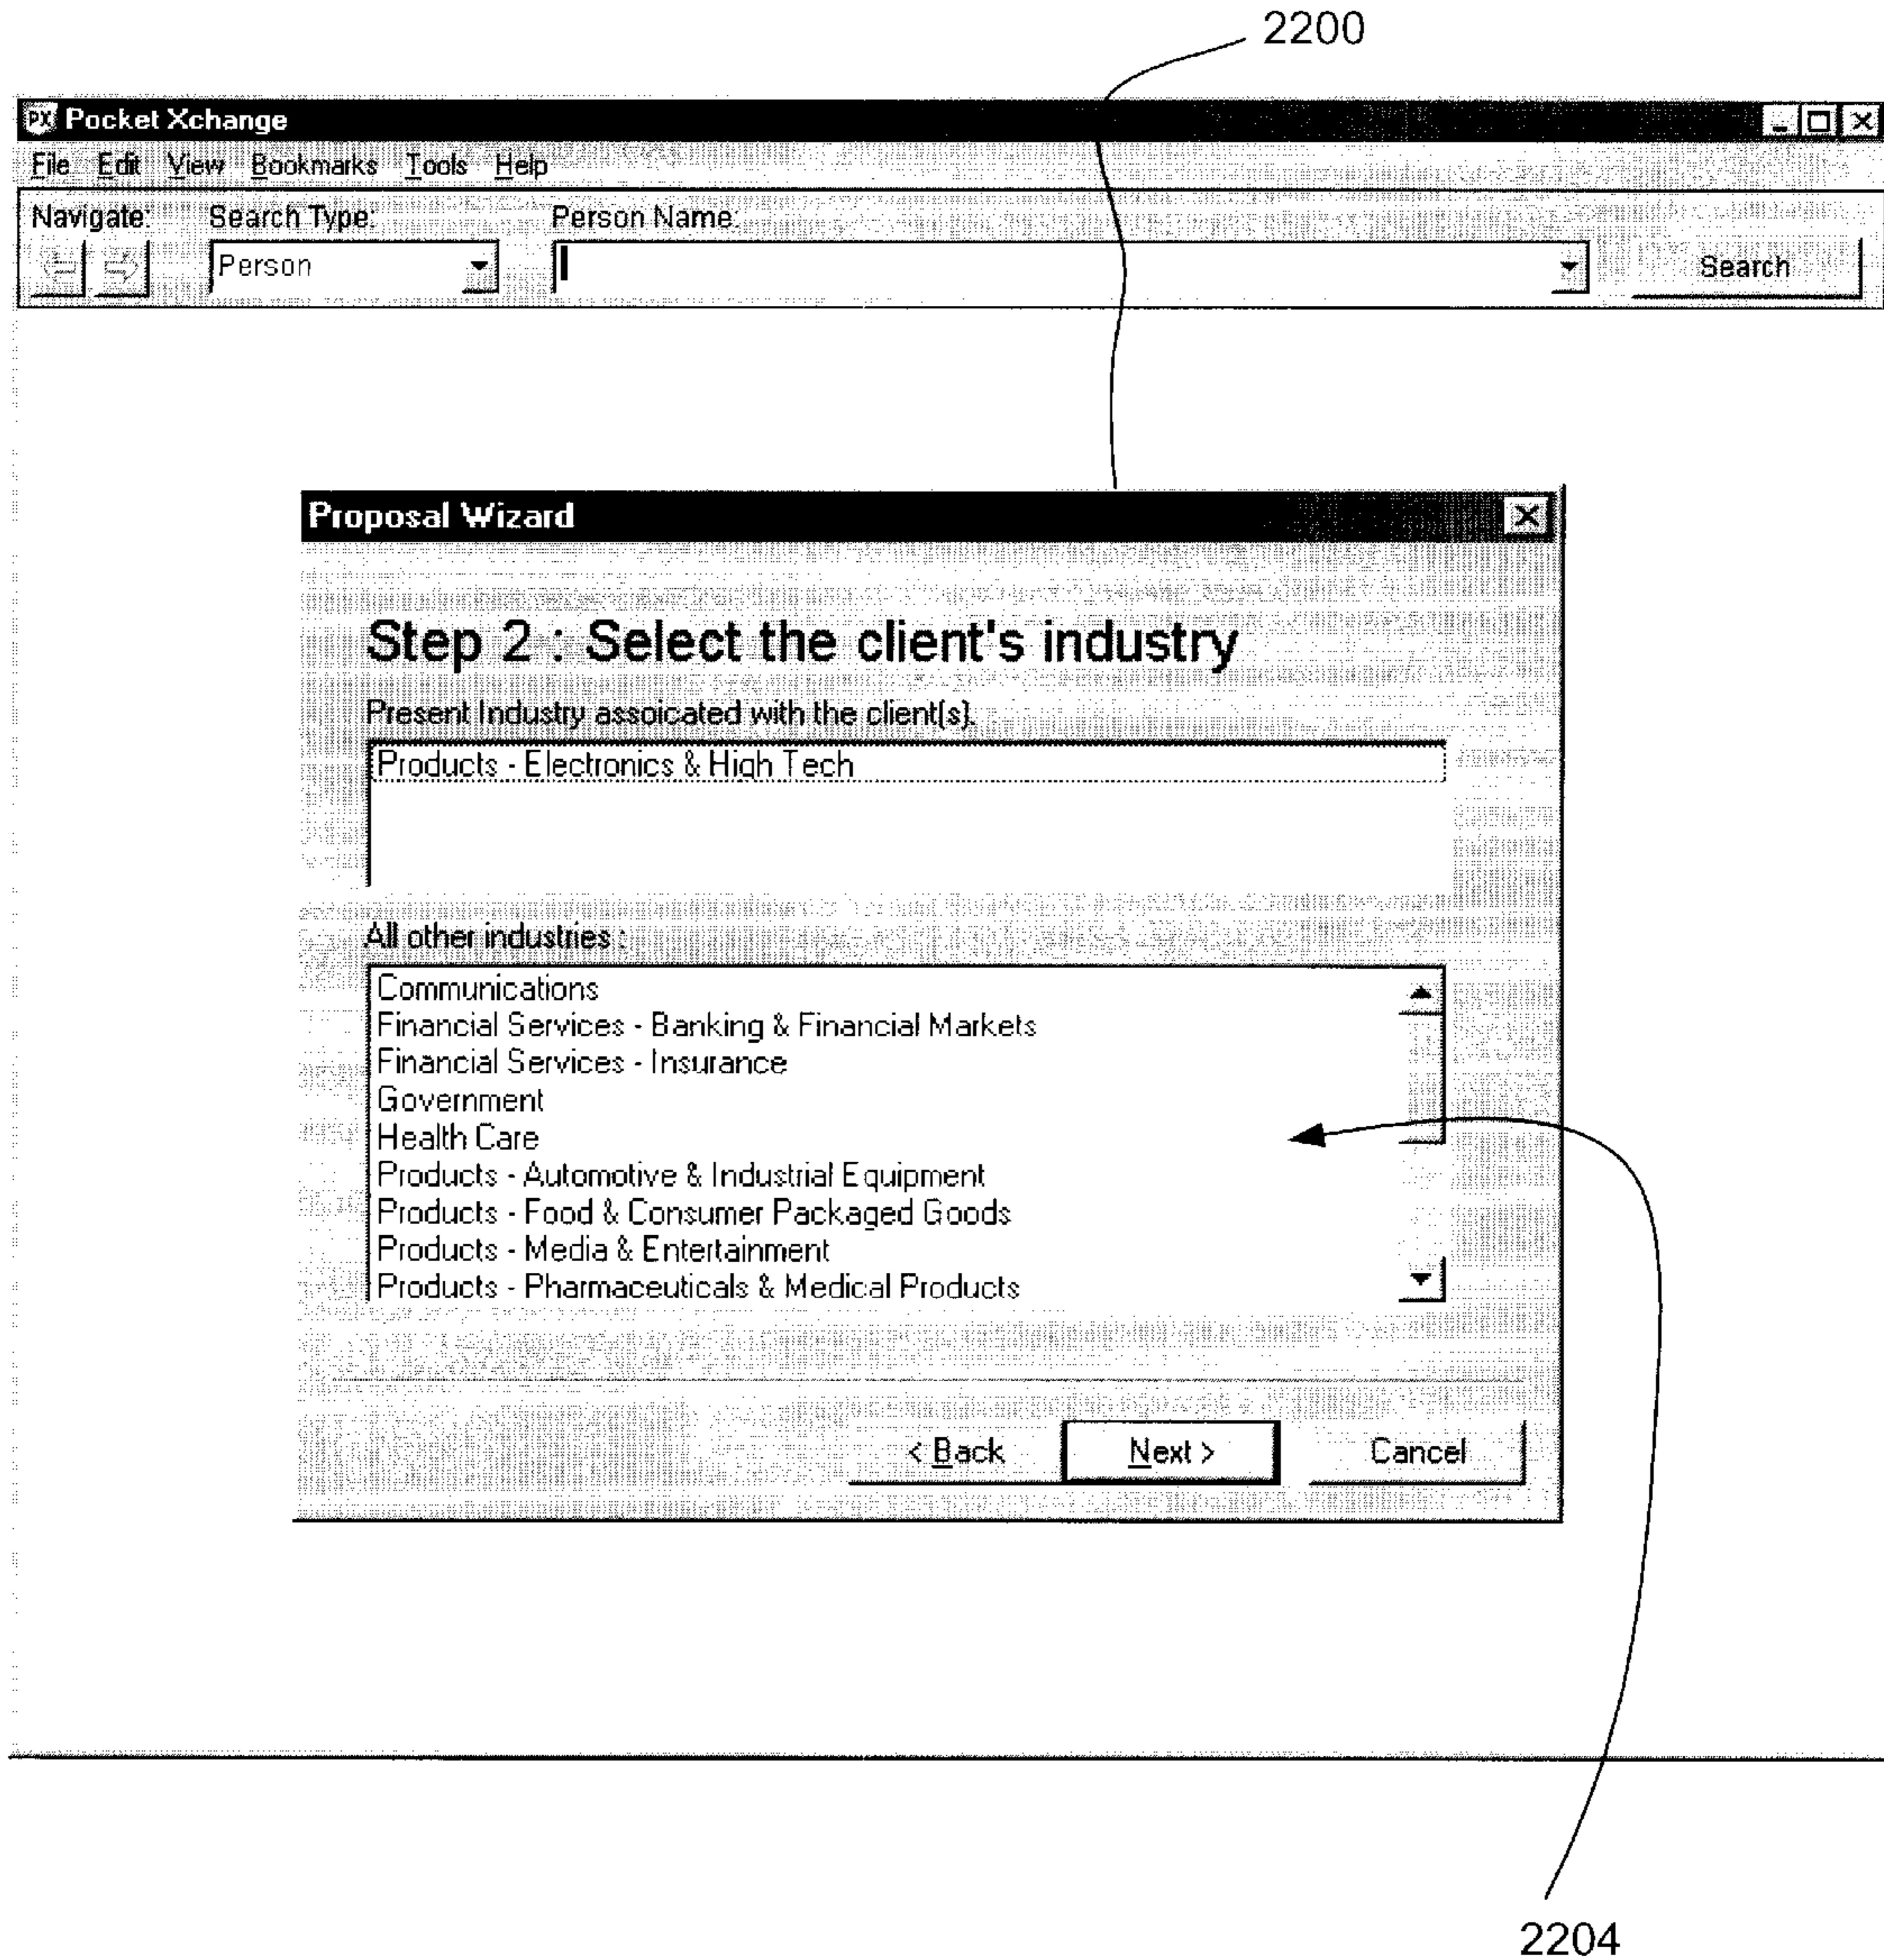 2200
PX Pocket Xchange
File Edit View Bookmarks Tools Help
Navigate: Search Type: Person Name:
Person Search
Proposal Wizard
Step 2 : Select the client's industry
Present Industry assoicated with the client(s).
Products - Electronics & High Tech
All other industries :
Communications
Financial Services - Banking & Financial Markets
Financial Services - Insurance
Government
Health Care
Products - Automotive & Industrial Equipment
Products - Food & Consumer Packaged Goods
Products - Media & Entertainment
Products - Pharmaceuticals & Medical Products
< Back Next > Cancel
2204